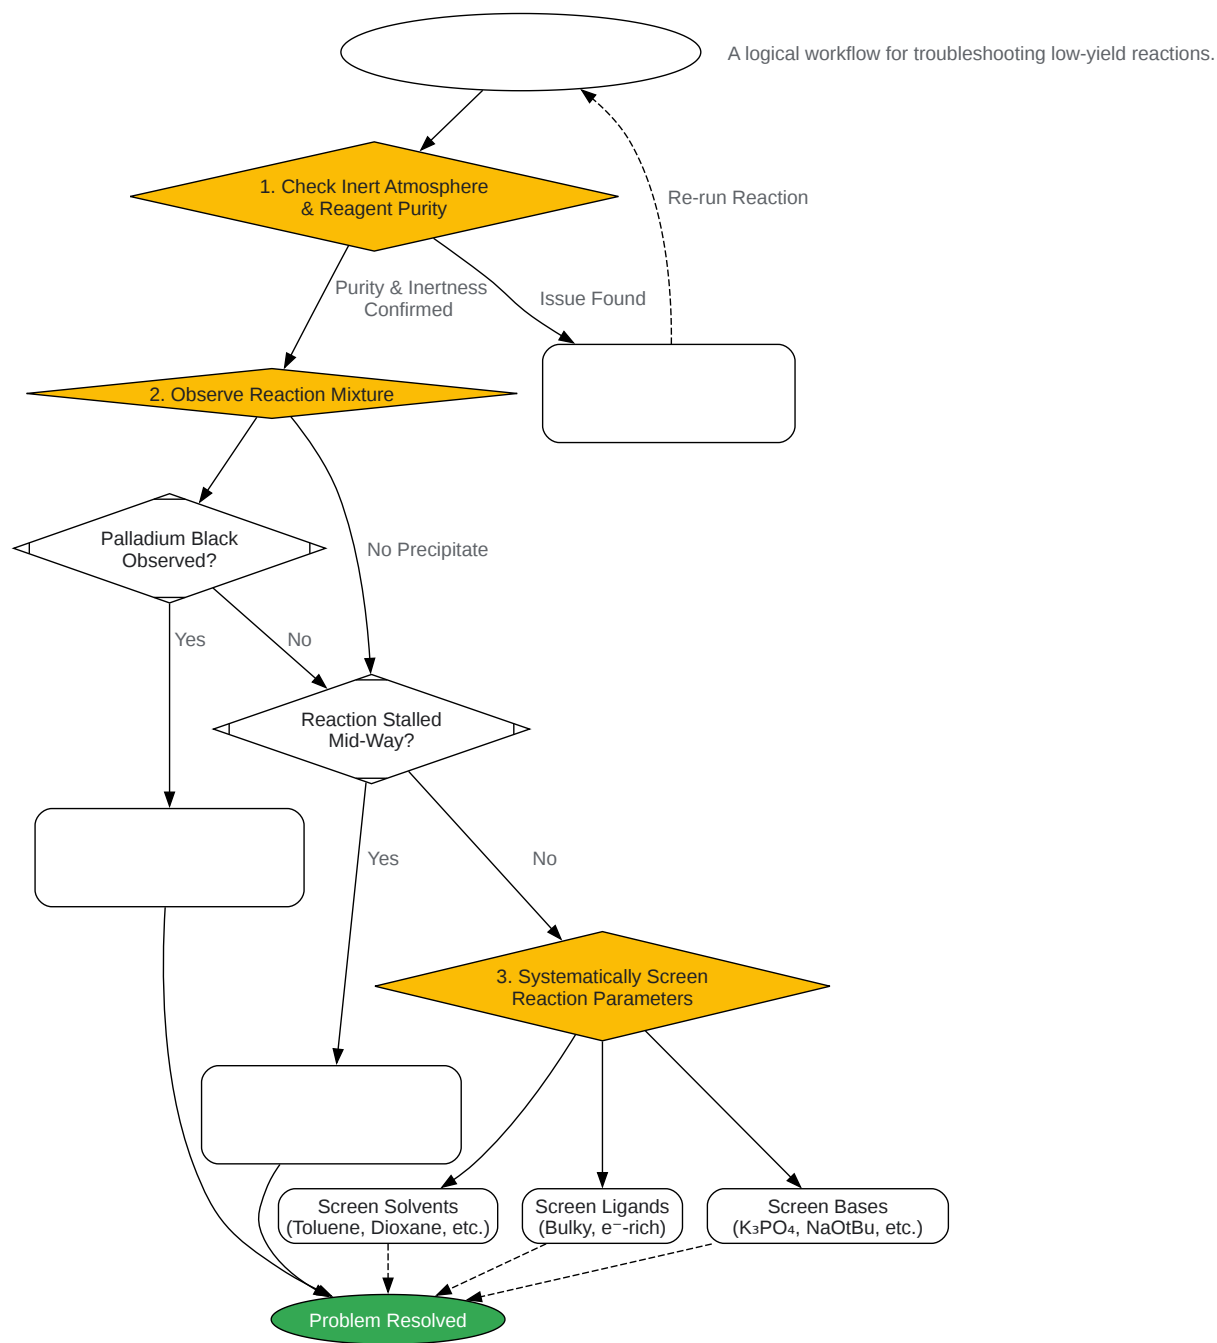 A logical workflow for troubleshooting low-yield reactions.
1. Check Inert Atmosphere
& Reagent Purity
Re-run Reaction
Purity & Inertness
Confirmed
Issue Found
2. Observe Reaction Mixture
Palladium Black
Observed?
No Precipitate
Yes
No
Reaction Stalled
Mid-Way?
Yes
No
3. Systematically Screen
Reaction Parameters
Screen Solvents
(Toluene, Dioxane, etc.)
Screen Ligands
(Bulky, e⁻-rich)
Screen Bases
(K₃PO₄, NaOtBu, etc.)
Problem Resolved